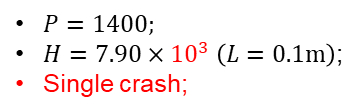 • P = 1400;
• H = 7.90 × 10³ (L = 0.1m);
• Single crash;